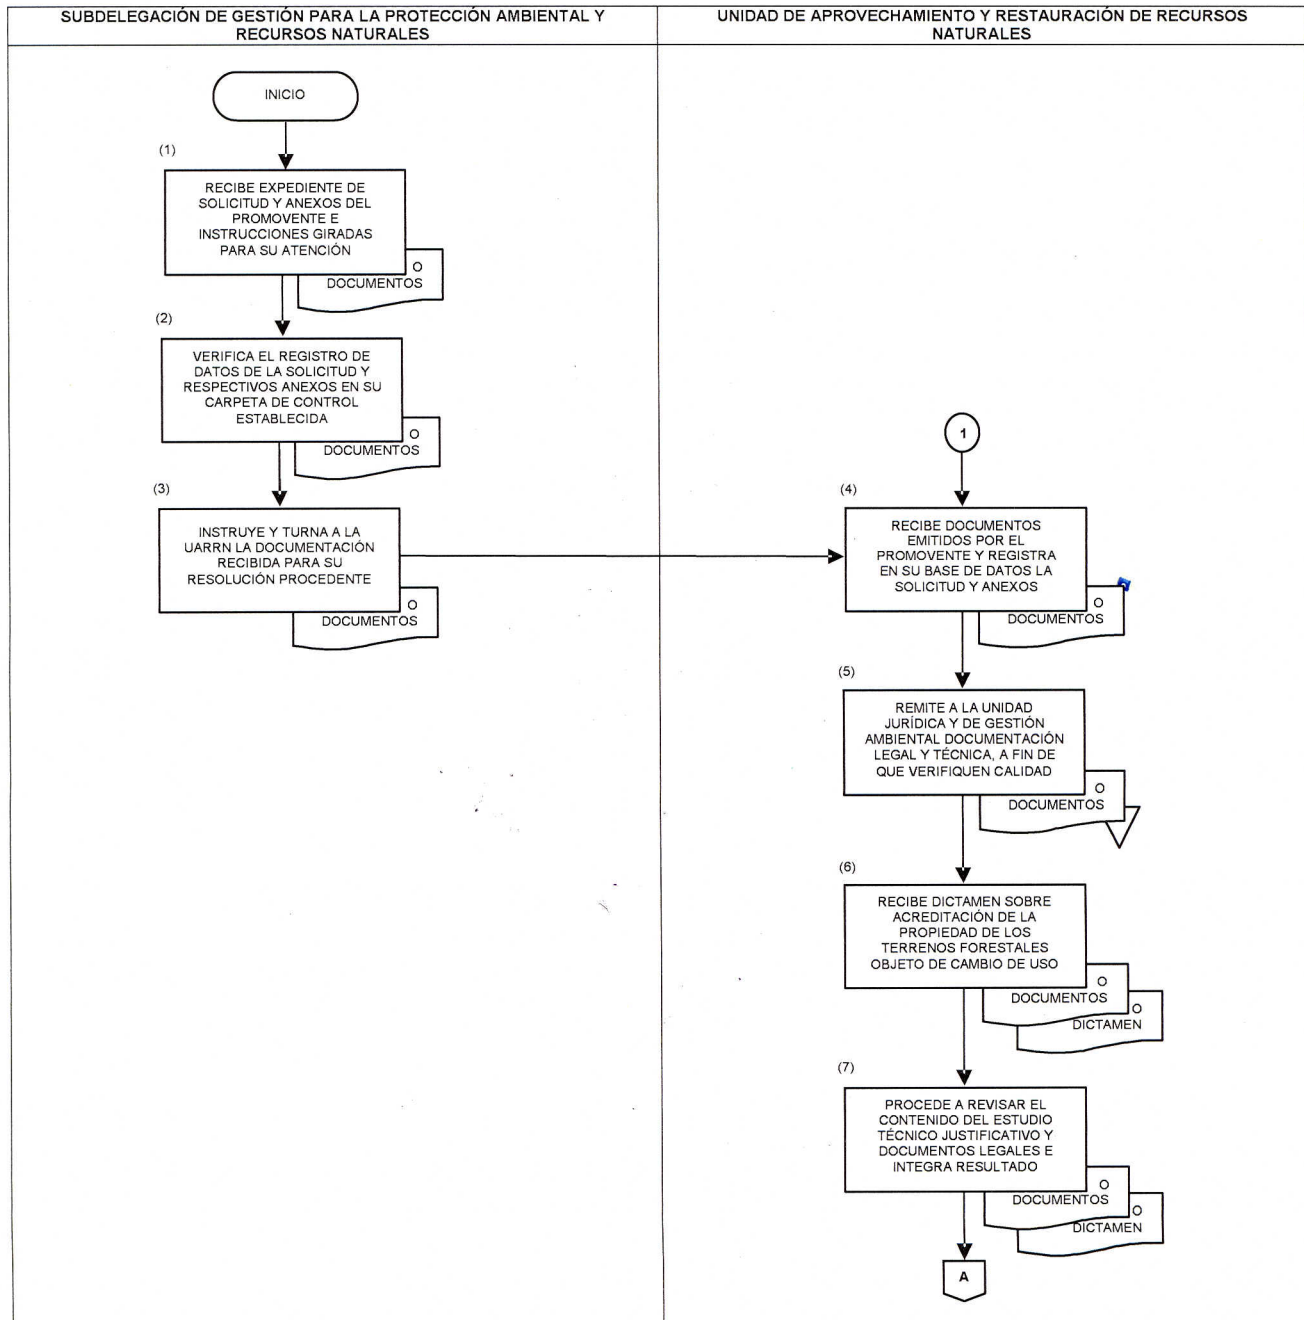 SUBDELEGACIÓN DE GESTIÓN PARA LA PROTECCIÓN AMBIENTAL Y
RECURSOS NATURALES
UNIDAD DE APROVECHAMIENTO Y RESTAURACIÓN DE RECURSOS
NATURALES
INICIO
(1)
RECIBE EXPEDIENTE DE
SOLICITUD Y ANEXOS DEL
PROMOVENTE E
INSTRUCCIONES GIRADAS
PARA SU ATENCIÓN
O
DOCUMENTOS
(2)
VERIFICA EL REGISTRO DE
DATOS DE LA SOLICITUD Y
RESPECTIVOS ANEXOS EN SU
CARPETA DE CONTROL
ESTABLECIDA
O
DOCUMENTOS
(3)
INSTRUYE Y TURNA A LA
UARRN LA DOCUMENTACIÓN
RECIBIDA PARA SU
RESOLUCIÓN PROCEDENTE
O
DOCUMENTOS
1
(4)
RECIBE DOCUMENTOS
EMITIDOS POR EL
PROMOVENTE Y REGISTRA
EN SU BASE DE DATOS LA
SOLICITUD Y ANEXOS
O
DOCUMENTOS
(5)
REMITE A LA UNIDAD
JURÍDICA Y DE GESTIÓN
AMBIENTAL DOCUMENTACIÓN
LEGAL Y TÉCNICA, A FIN DE
QUE VERIFIQUEN CALIDAD
O
DOCUMENTOS
(6)
RECIBE DICTAMEN SOBRE
ACREDITACIÓN DE LA
PROPIEDAD DE LOS
TERRENOS FORESTALES
OBJETO DE CAMBIO DE USO
O
DOCUMENTOS
O
DICTAMEN
(7)
PROCEDE A REVISAR EL
CONTENIDO DEL ESTUDIO
TÉCNICO JUSTIFICATIVO Y
DOCUMENTOS LEGALES E
INTEGRA RESULTADO
O
DOCUMENTOS
O
DICTAMEN
A